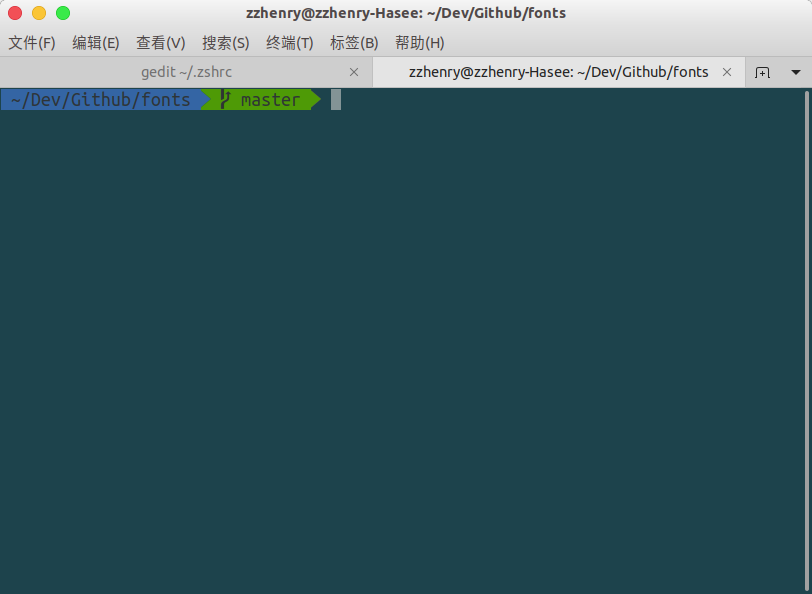 zzhenry@zzhenry-Hasee: ~/Dev/Github/fonts
文件(F) 编辑(E) 查看(V) 搜索(S) 终端(T) 标签(B) 帮助(H)
gedit ~/.zshrc zzhenry@zzhenry-Hasee: ~/Dev/Github/fonts
~/Dev/Github/fonts master